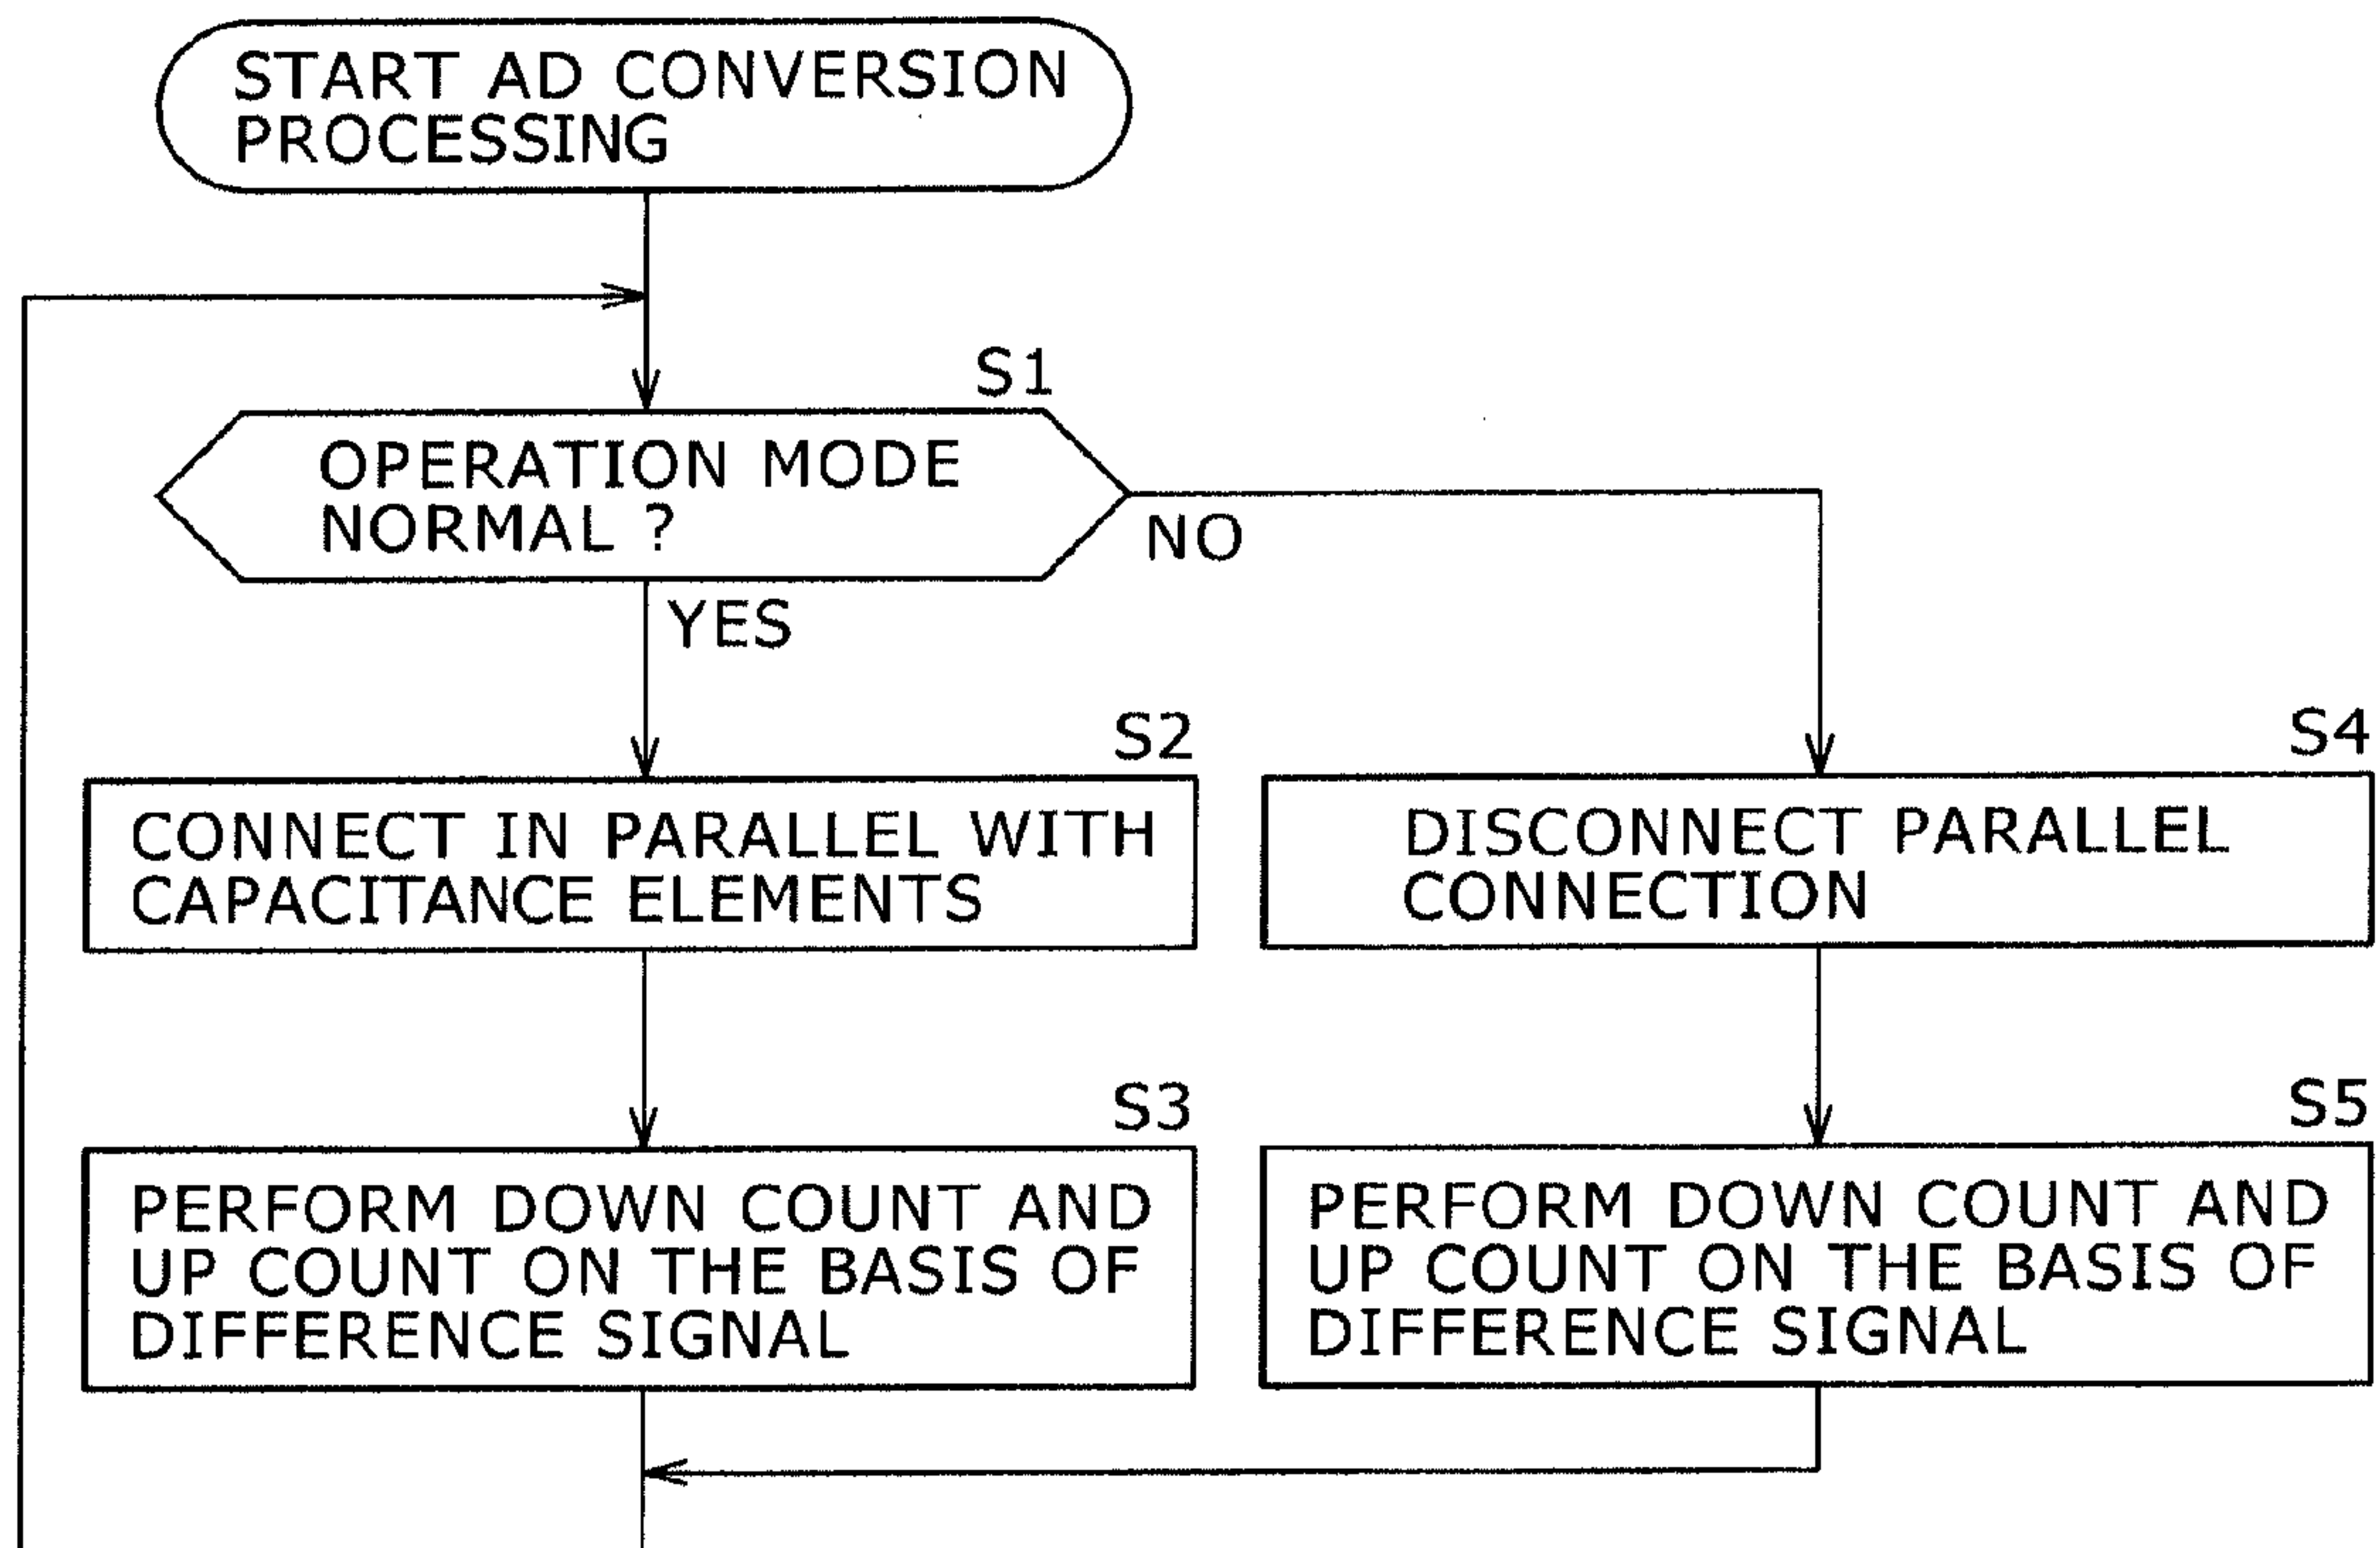 START AD CONVERSION
PROCESSING
S1
OPERATION MODE
NORMAL ?
NO
YES
S2
CONNECT IN PARALLEL WITH
CAPACITANCE ELEMENTS
S4
DISCONNECT PARALLEL
CONNECTION
S3
PERFORM DOWN COUNT AND
UP COUNT ON THE BASIS OF
DIFFERENCE SIGNAL
S5
PERFORM DOWN COUNT AND
UP COUNT ON THE BASIS OF
DIFFERENCE SIGNAL